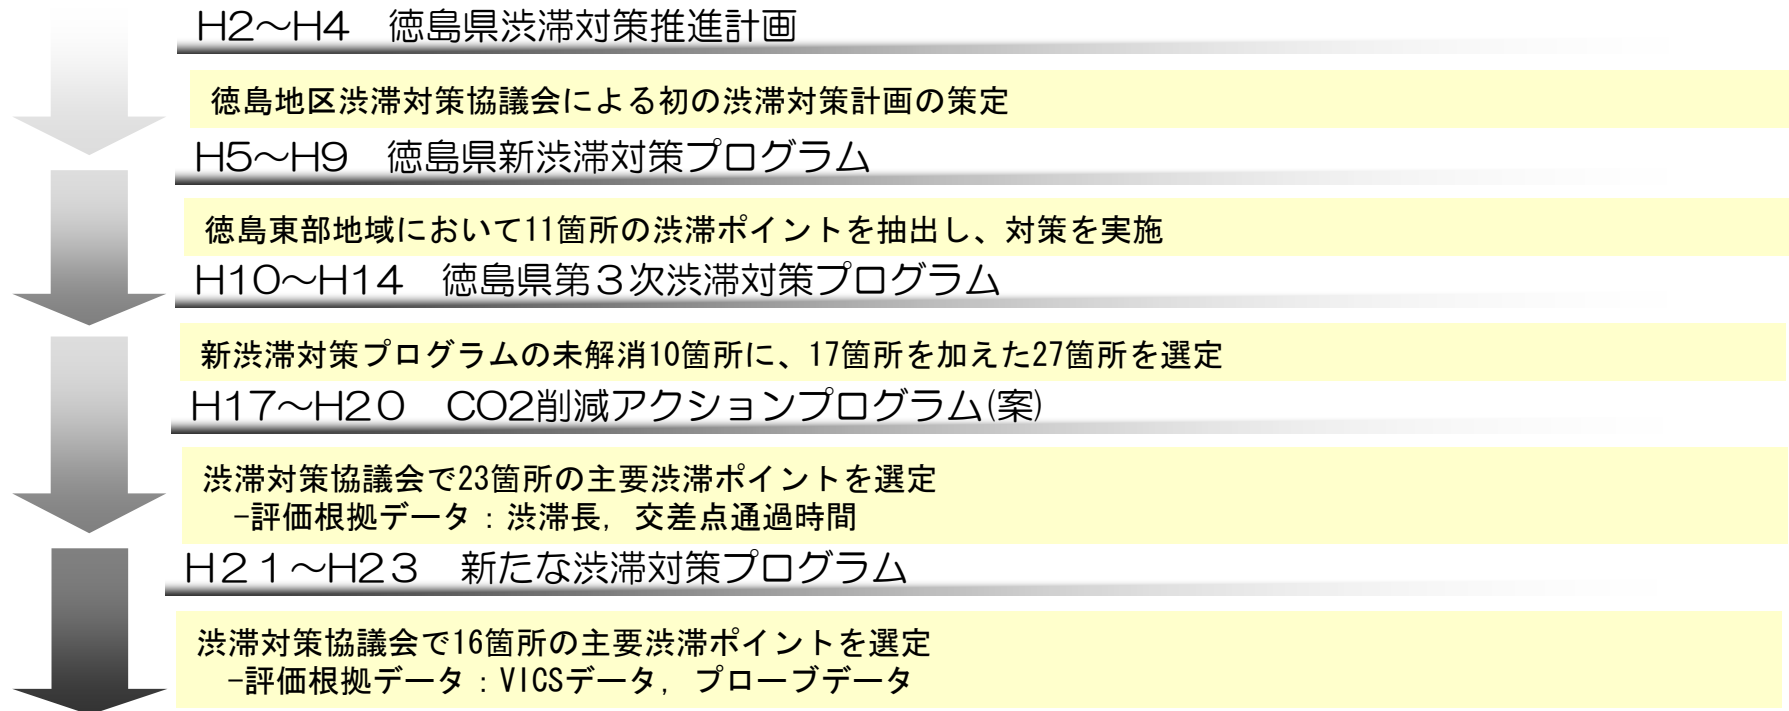 H2～H4　徳島県渋滞対策推進計画
徳島地区渋滞対策協議会による初の渋滞対策計画の策定
H5～H9　徳島県新渋滞対策プログラム
徳島東部地域において11箇所の渋滞ポイントを抽出し、対策を実施
H10～H14　徳島県第３次渋滞対策プログラム
新渋滞対策プログラムの未解消10箇所に、17箇所を加えた27箇所を選定
H17～H20　CO2削減アクションプログラム(案)
渋滞対策協議会で23箇所の主要渋滞ポイントを選定
-評価根拠データ：渋滞長，交差点通過時間
H２１～H２３　新たな渋滞対策プログラム
渋滞対策協議会で16箇所の主要渋滞ポイントを選定
-評価根拠データ：VICSデータ，プローブデータ